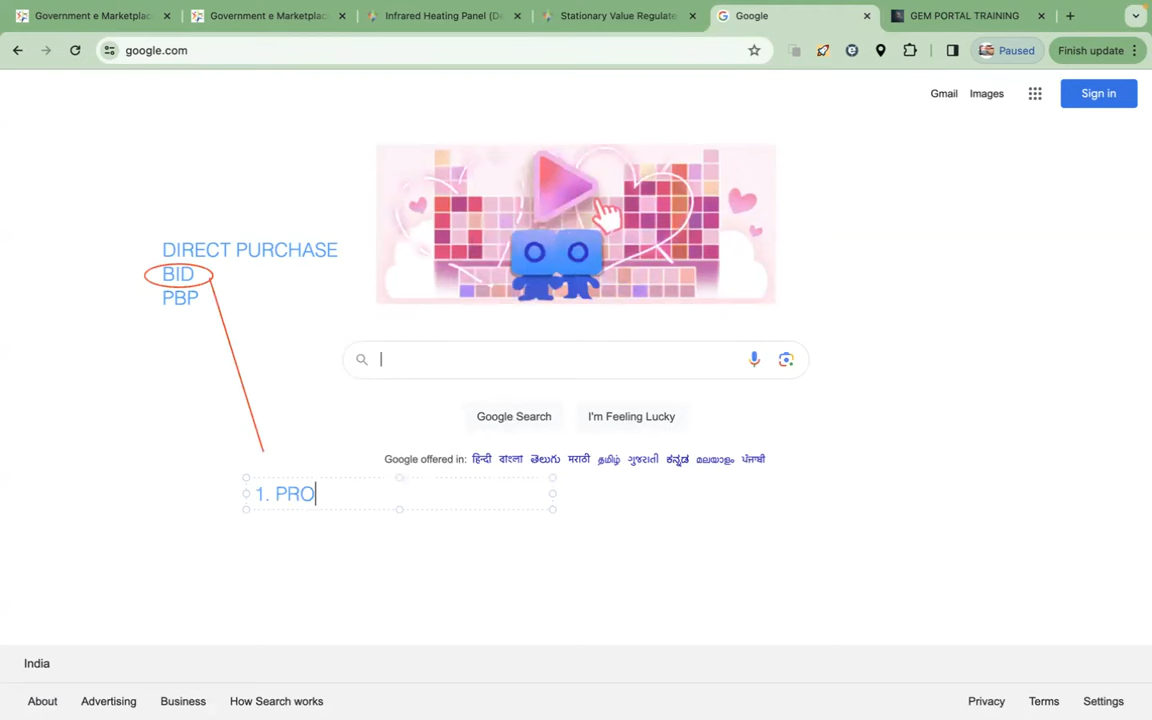 Government e Marketplac
Government e Marketplac
Infrared Heating Panel (De
Stationary Value Regulate
Google
GEM PORTAL TRAINING
google.com
Paused
Finish update
Gmail
Images
Sign in
DIRECT PURCHASE
BID
PBP
Google Search
I'm Feeling Lucky
Google offered in: हिन्दी বাংলা తెలుగు मराठी தமிழ் ગુજરાતી ಕನ್ನಡ മലയാളം ਪੰਜਾਬੀ
1. PRO
India
About
Advertising
Business
How Search works
Privacy
Terms
Settings